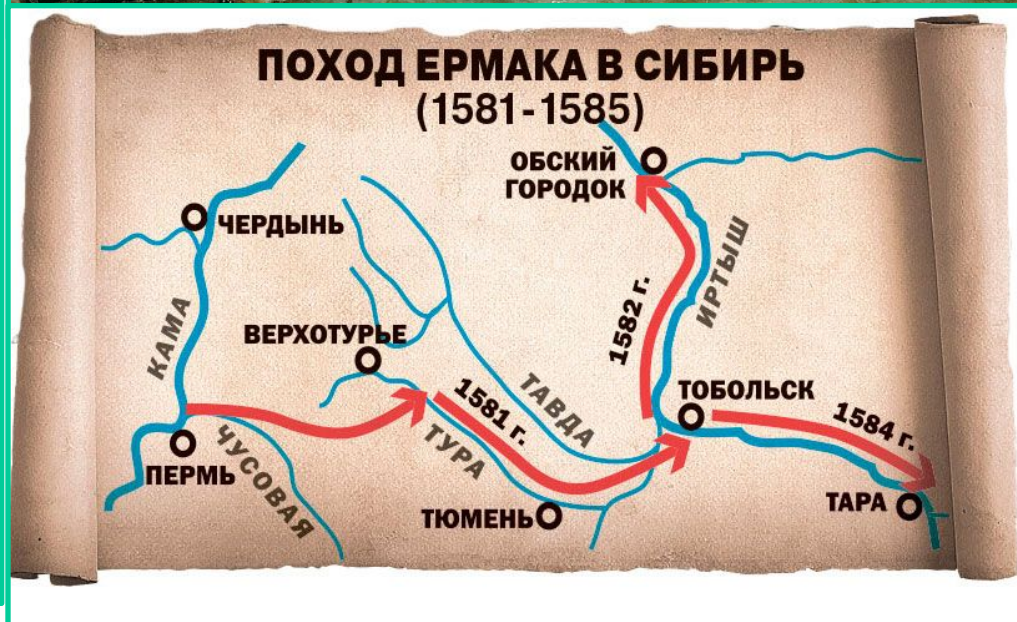 ПОХОД ЕРМАКА В СИБИРЬ
(1581-1585)
ОБСКИЙ
ГОРОДОК
ЧЕРДЫНЬ
ИРТЫШ
КАМА
ВЕРХОТУРЬЕ
1582 г.
1581 г.
ТАВДА
ТОБОЛЬСК
1584 г.
ТУРА
ПЕРМЬ
ЧУСОВАЯ
ТЮМЕНЬ
ТАРА